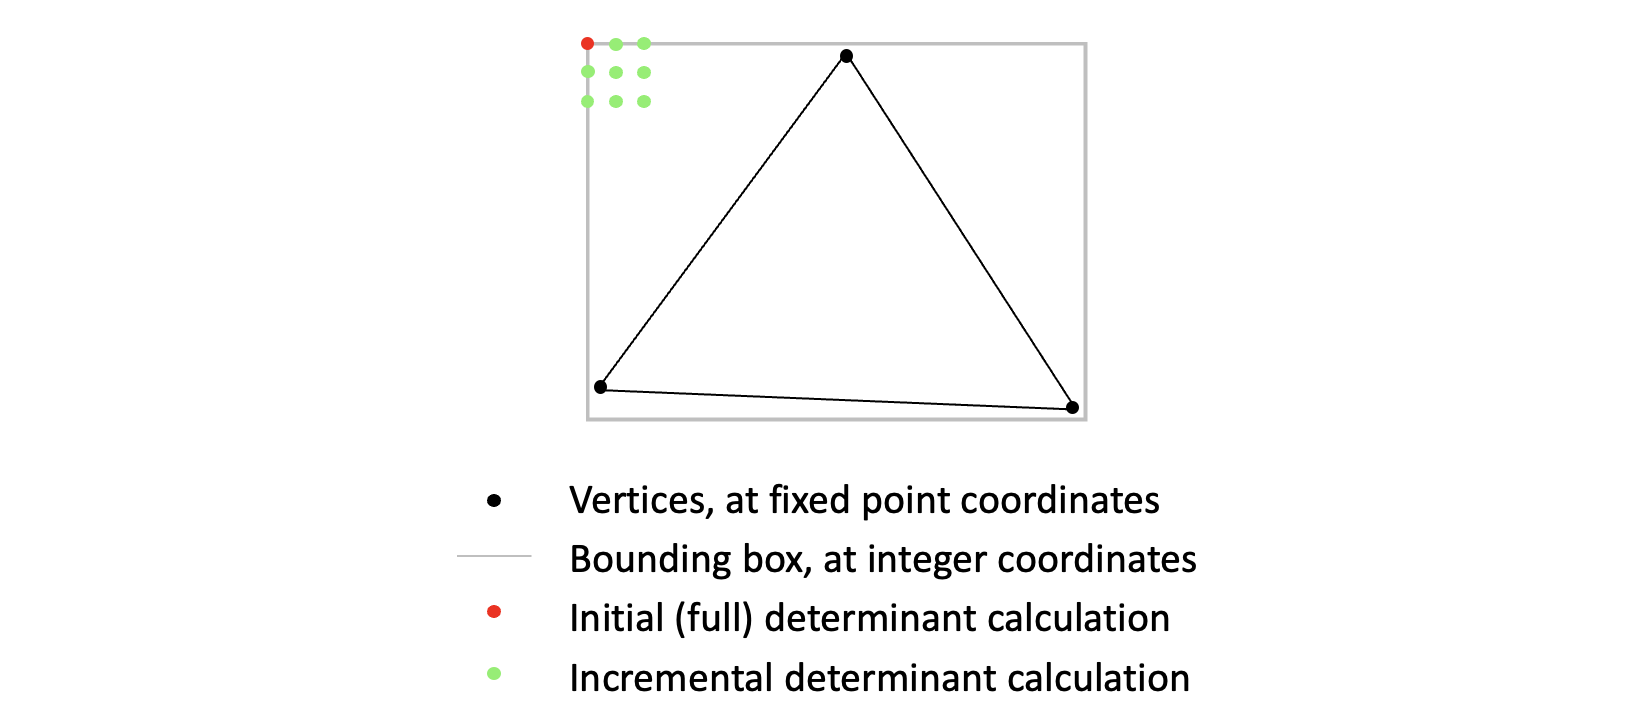 Vertices, at fixed point coordinates
Bounding box, at integer coordinates
Initial (full) determinant calculation
Incremental determinant calculation